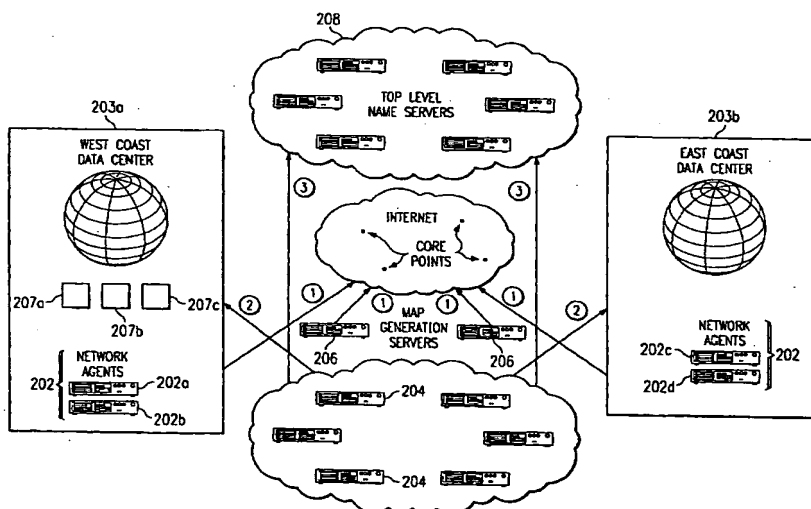 208
TOP LEVEL
NAME SERVERS
203a
WEST COAST
DATA CENTER
203b
EAST COAST
DATA CENTER
3
3
INTERNET
CORE
POINTS
207a
207b
207c
2
1
1
1
1
2
MAP
GENERATION
SERVERS
206
206
NETWORK
AGENTS
202
202a
202b
NETWORK
AGENTS
202c
202d
202
204
204